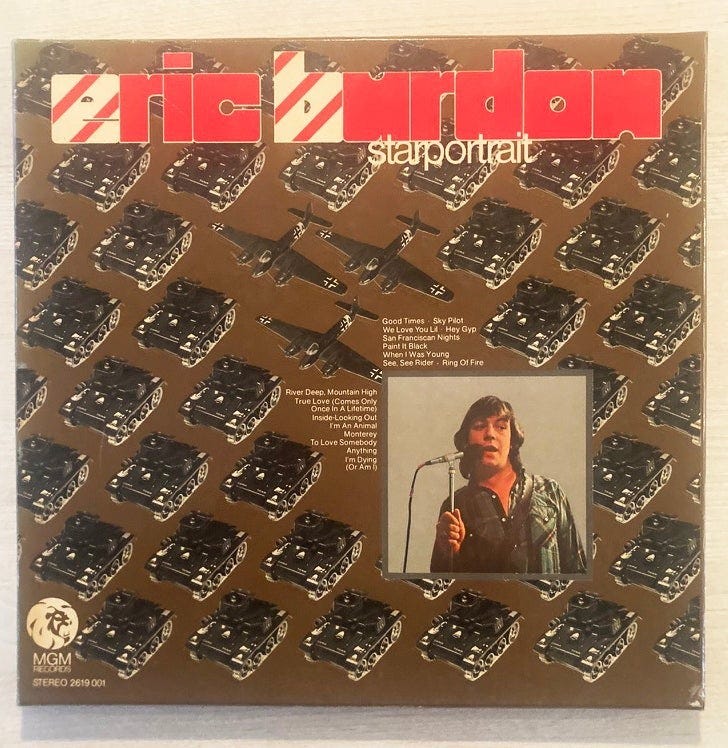 eric burdon
starportrait
Good Times · Sky Pilot
We Love You Lil · Hey Gyp
San Franciscan Nights
Paint It Black
When I Was Young
See, See Rider · Ring Of Fire
River Deep, Mountain High
True Love (Comes Only
Once In A Lifetime)
Inside-Looking Out
I'm An Animal
Monterey
To Love Somebody
Anything
I'm Dying
(Or Am I)
MGM
RECORDS
STEREO 2619 001